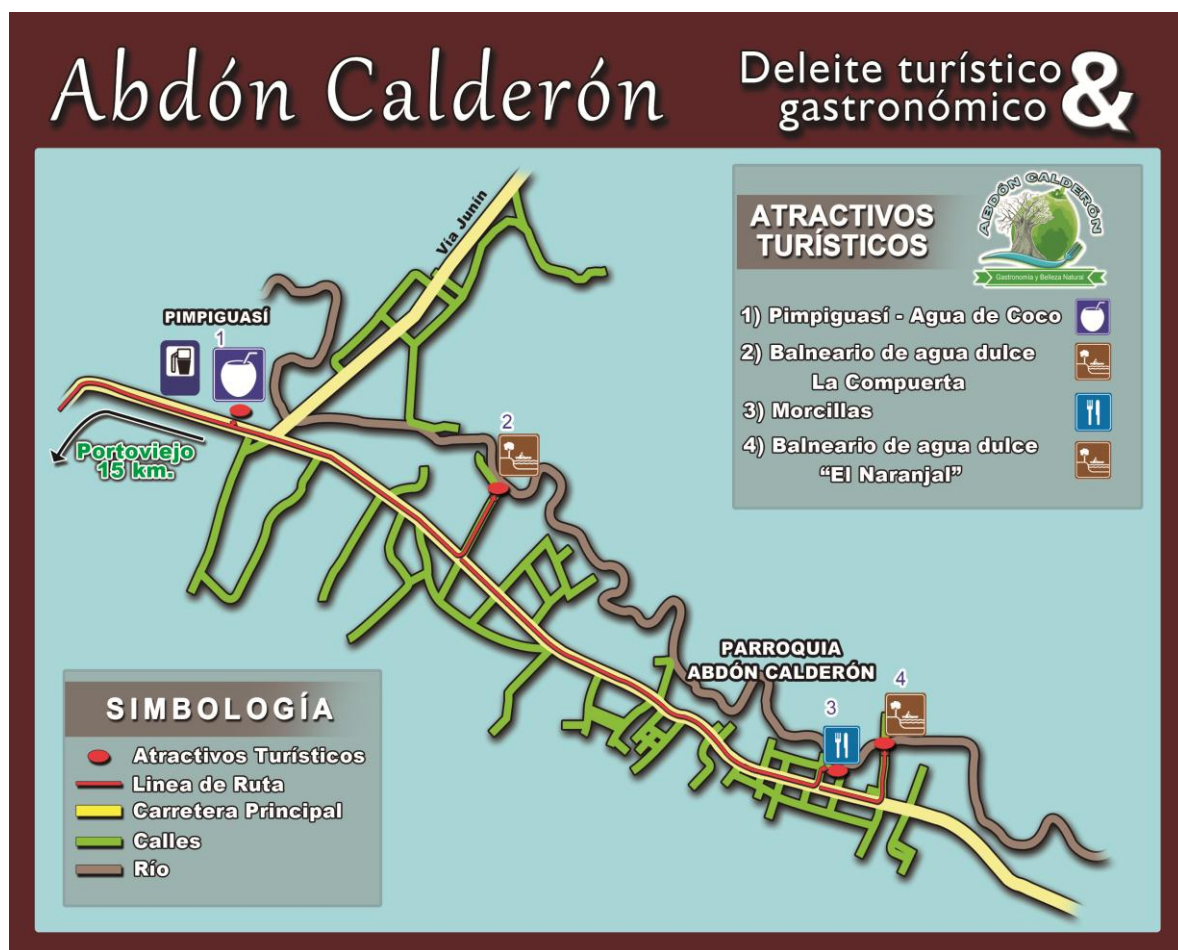 Abdón Calderón
Deleite turístico
gastronómico &
ATRACTIVOS
TURÍSTICOS
ABDÓN CALDERÓN
Gastronomía y Belleza Natural
1) Pimpiguasí - Agua de Coco
2) Balneario de agua dulce
La Compuerta
3) Morcillas
4) Balneario de agua dulce
“El Naranjal”
Vía Junín
PIMPIGUASÍ
1
Portoviejo
15 km.
2
PARROQUIA
ABDÓN CALDERÓN
3
4
SIMBOLOGÍA
Atractivos Turísticos
Linea de Ruta
Carretera Principal
Calles
Río